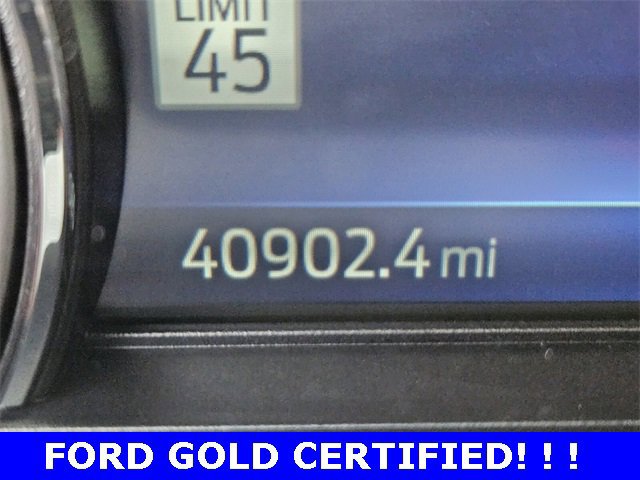 LIMIT
45
40902.4 mi
FORD GOLD CERTIFIED! ! !